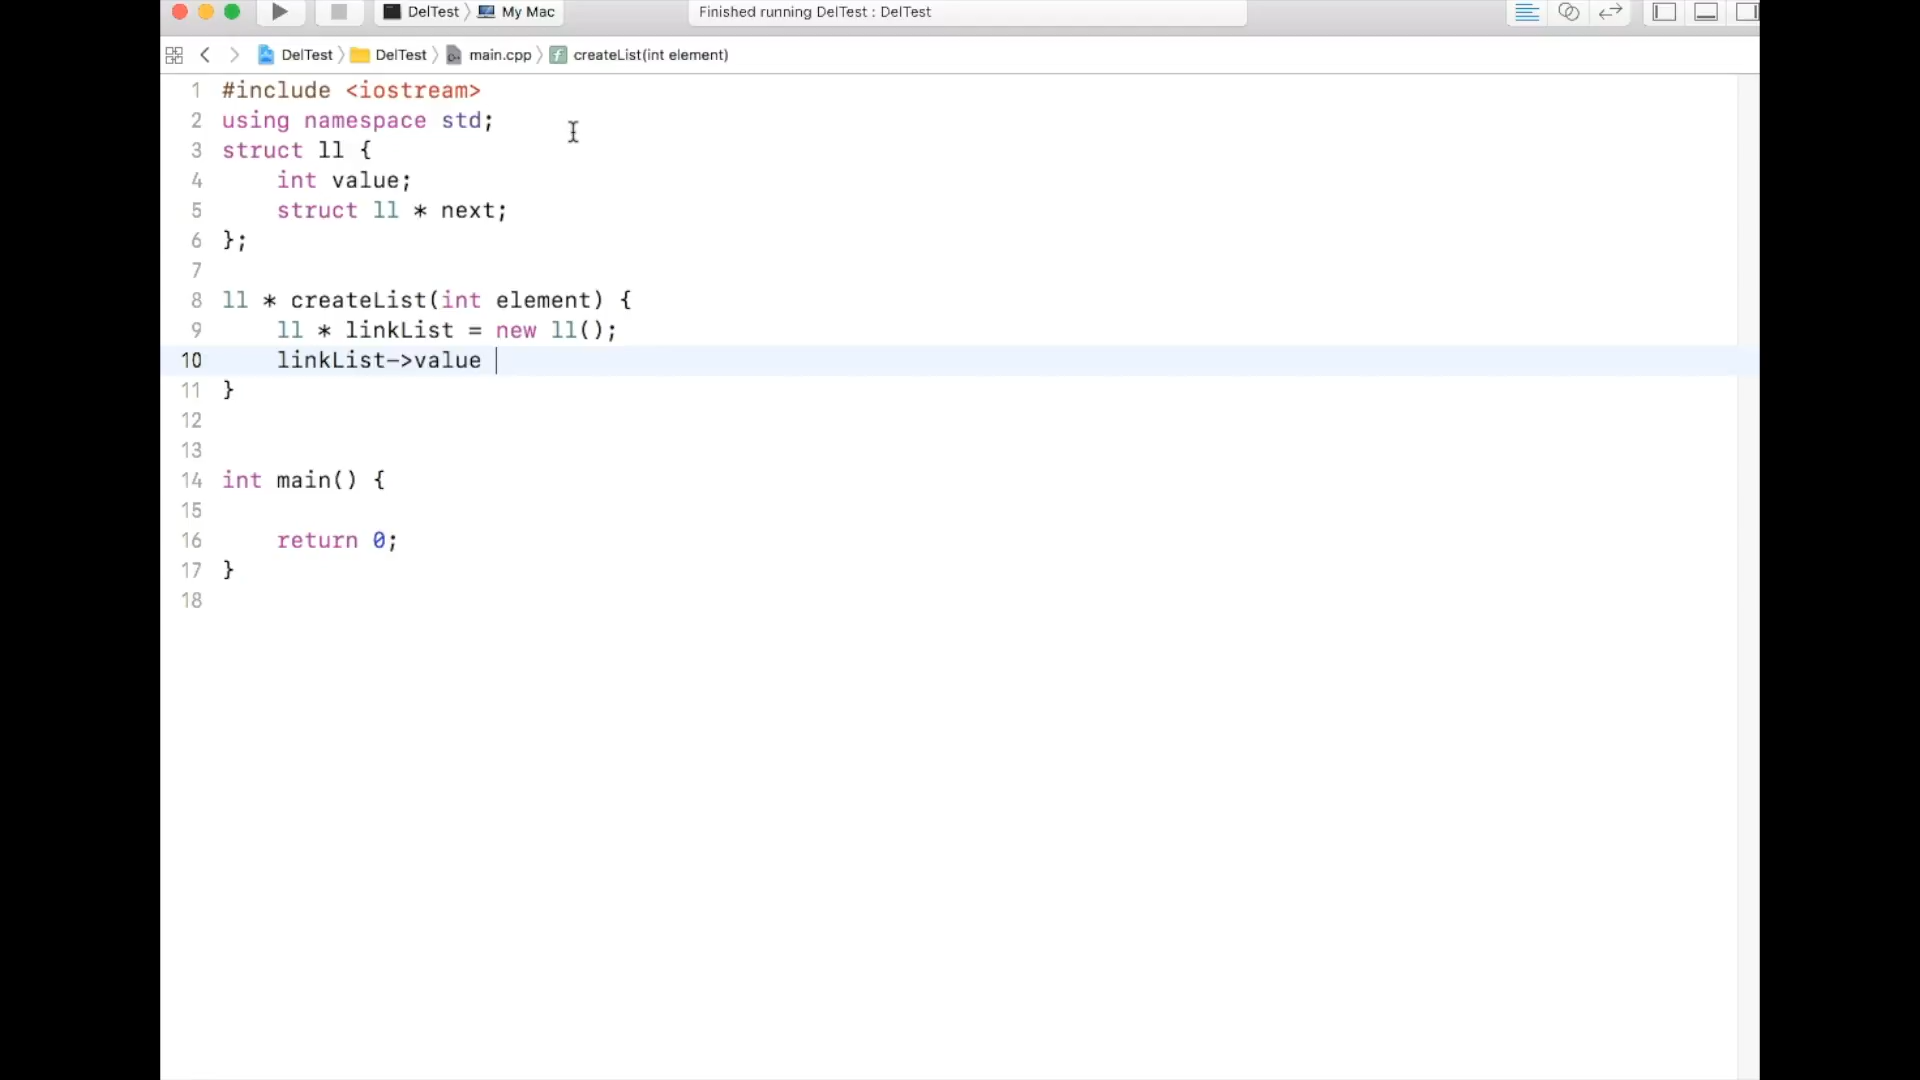 DelTest 〉 My Mac
Finished running DelTest : DelTest
DelTest 〉 DelTest 〉 main.cpp 〉 f createList(int element)
1 #include <iostream>
2 using namespace std;
3 struct ll {
4     int value;
5     struct ll * next;
6 };
7
8 ll * createList(int element) {
9     ll * linkList = new ll();
10     linkList->value
11 }
12
13
14 int main() {
15
16     return 0;
17 }
18